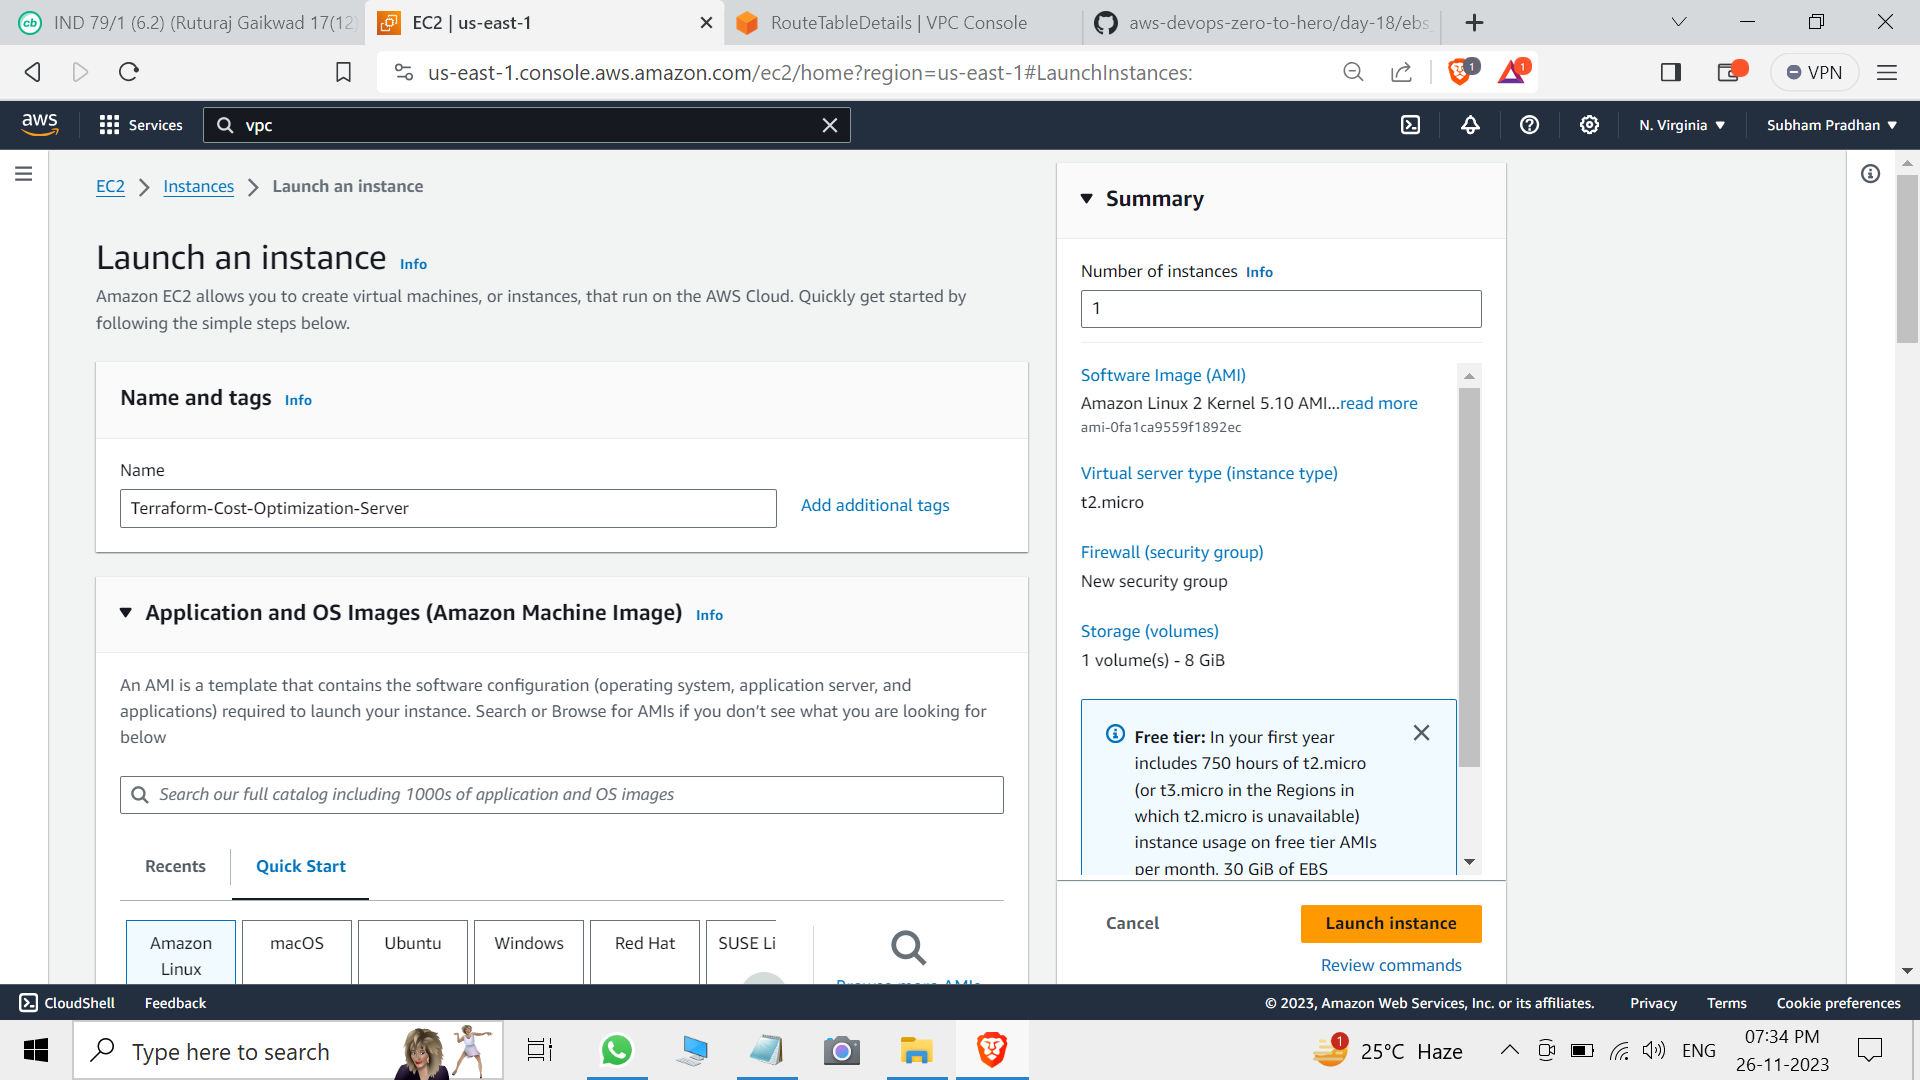 IND 79/1 (6.2) (Ruturaj Gaikwad 17(12)
EC2 | us-east-1
RouteTableDetails | VPC Console
aws-devops-zero-to-hero/day-18/ebs_
us-east-1.console.aws.amazon.com/ec2/home?region=us-east-1#LaunchInstances:
1
1
VPN
aws
Services
vpc
N. Virginia
Subham Pradhan
EC2
Instances
Launch an instance
Launch an instance Info
Amazon EC2 allows you to create virtual machines, or instances, that run on the AWS Cloud. Quickly get started by
following the simple steps below.
Name and tags Info
Name
Terraform-Cost-Optimization-Server
Add additional tags
Application and OS Images (Amazon Machine Image) Info
An AMI is a template that contains the software configuration (operating system, application server, and
applications) required to launch your instance. Search or Browse for AMIs if you don't see what you are looking for
below
Search our full catalog including 1000s of application and OS images
Recents
Quick Start
Amazon
Linux
macOS
Ubuntu
Windows
Red Hat
SUSE Li
Browse more AMIs
Summary
Number of instances Info
1
Software Image (AMI)
Amazon Linux 2 Kernel 5.10 AMI...read more
ami-0fa1ca9559f1892ec
Virtual server type (instance type)
t2.micro
Firewall (security group)
New security group
Storage (volumes)
1 volume(s) - 8 GiB
Free tier: In your first year
includes 750 hours of t2.micro
(or t3.micro in the Regions in
which t2.micro is unavailable)
instance usage on free tier AMIs
per month, 30 GiB of EBS
Cancel
Launch instance
Review commands
CloudShell
Feedback
© 2023, Amazon Web Services, Inc. or its affiliates.
Privacy
Terms
Cookie preferences
Type here to search
1
25°C Haze
ENG
07:34 PM
26-11-2023